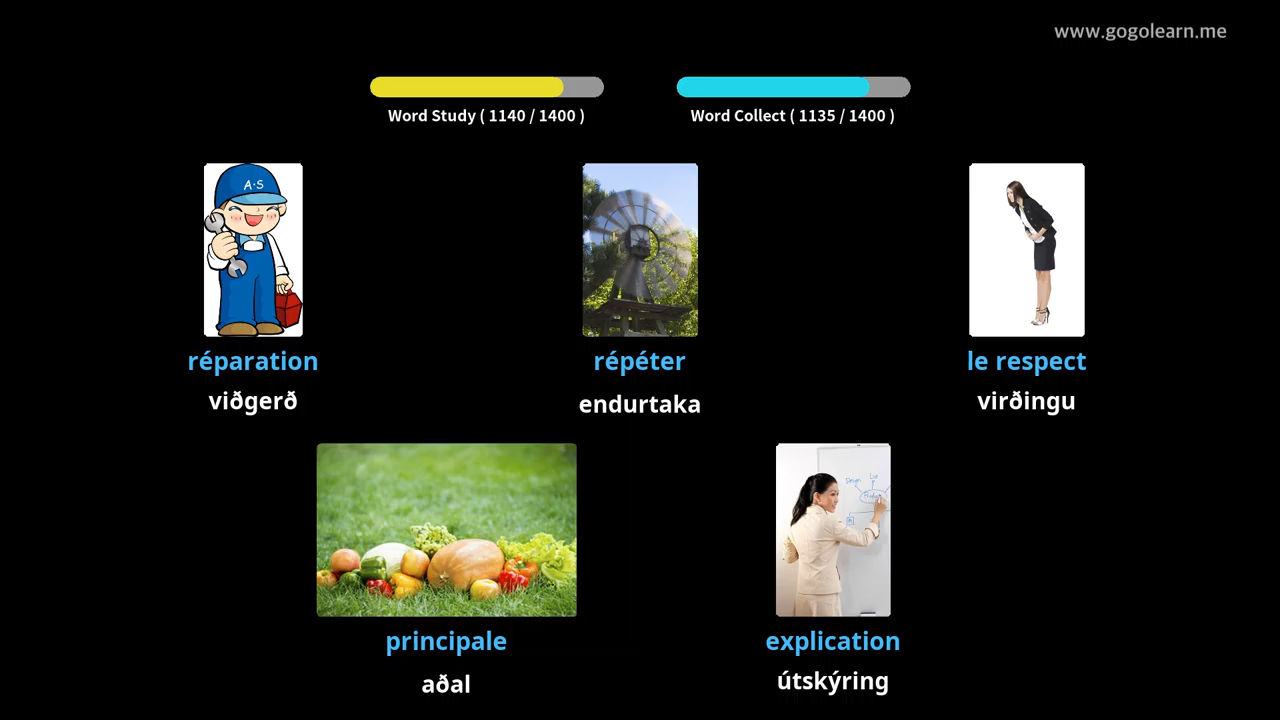 www.gogolearn.me
Word Study ( 1140 / 1400 )
Word Collect ( 1135 / 1400 )
A·S
réparation
répéter
le respect
viðgerð
endurtaka
virðingu
Design
principale
explication
aðal
útskýring